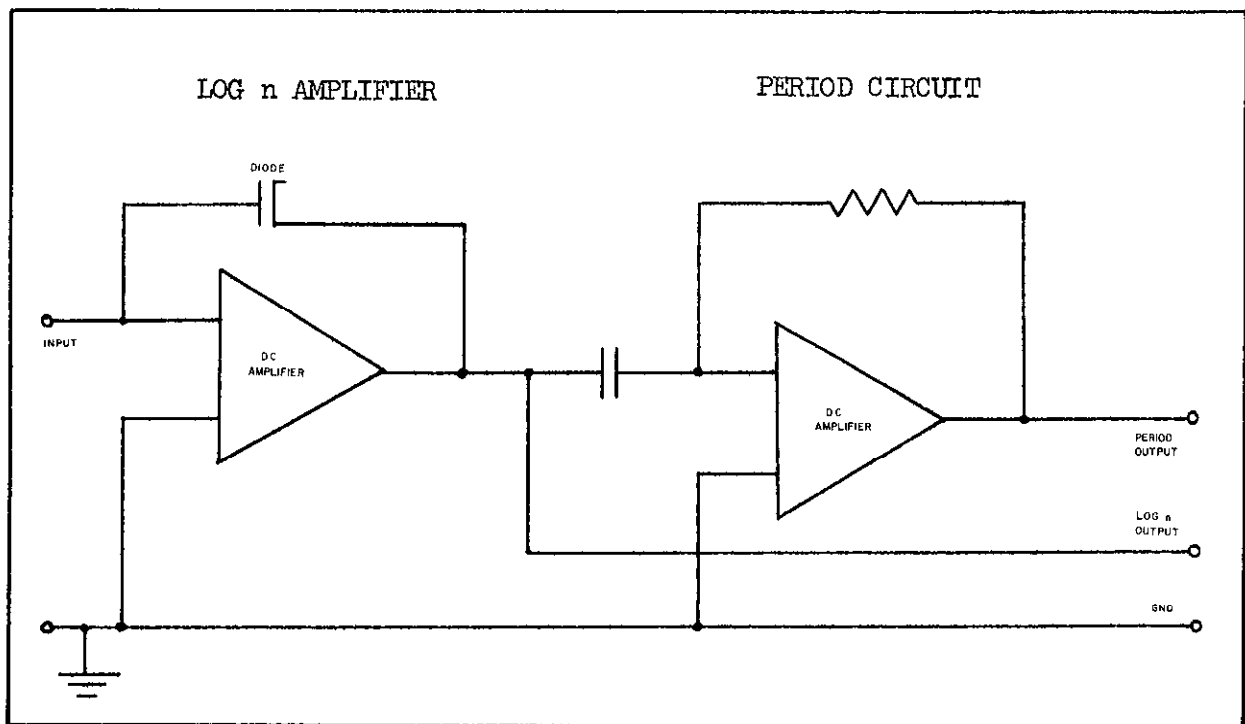 LOG n AMPLIFIER
PERIOD CIRCUIT
DIODE
INPUT
DC
AMPLIFIER
DC
AMPLIFIER
PERIOD
OUTPUT
LOG n
OUTPUT
GND